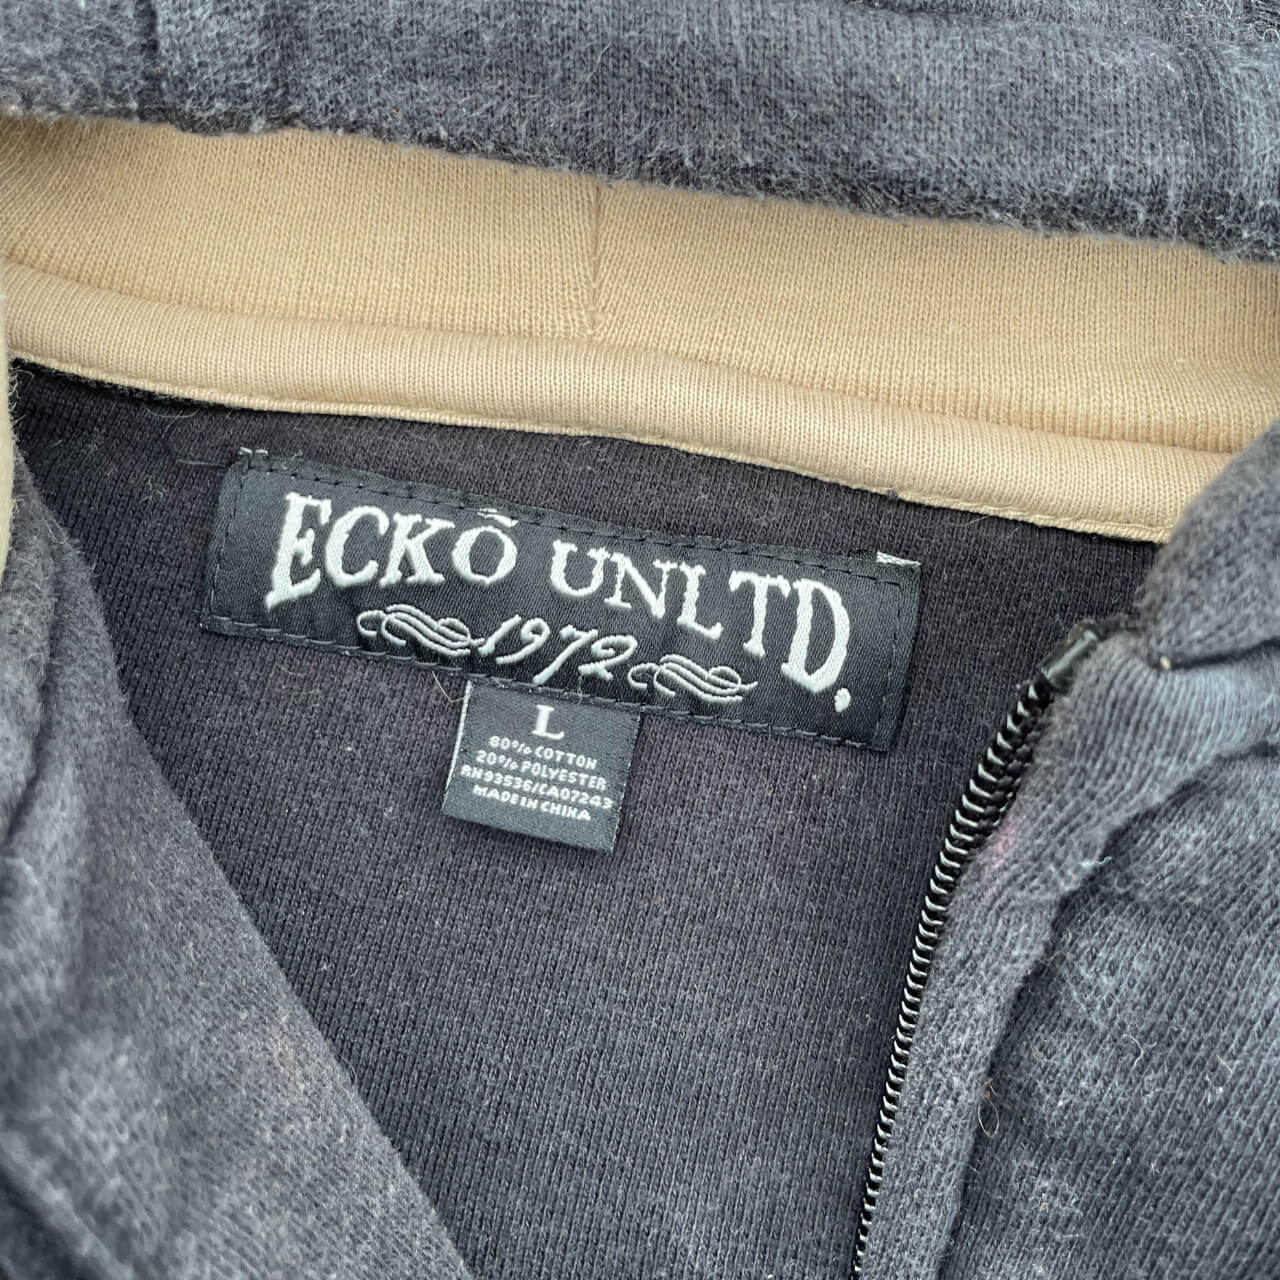 ECKŌ UNLTD.
1972
L
80% COTTON
20% POLYESTER
RN93536/CA07243
MADE IN CHINA